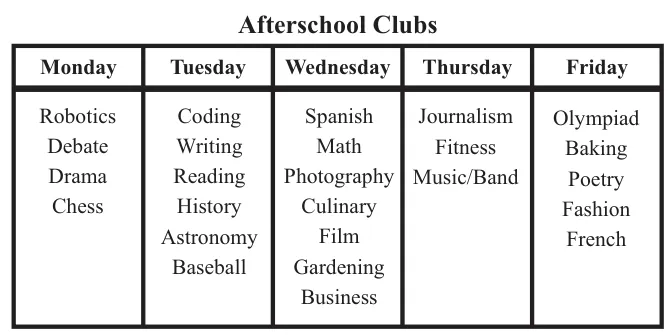 Afterschool Clubs
Monday Tuesday Wednesday Thursday Friday
Robotics
Debate
Drama
Chess
Coding
Writing
Reading
History
Astronomy
Baseball
Spanish
Math
Photography
Culinary
Film
Gardening
Business
Journalism
Fitness
Music/Band
Olympiad
Baking
Poetry
Fashion
French